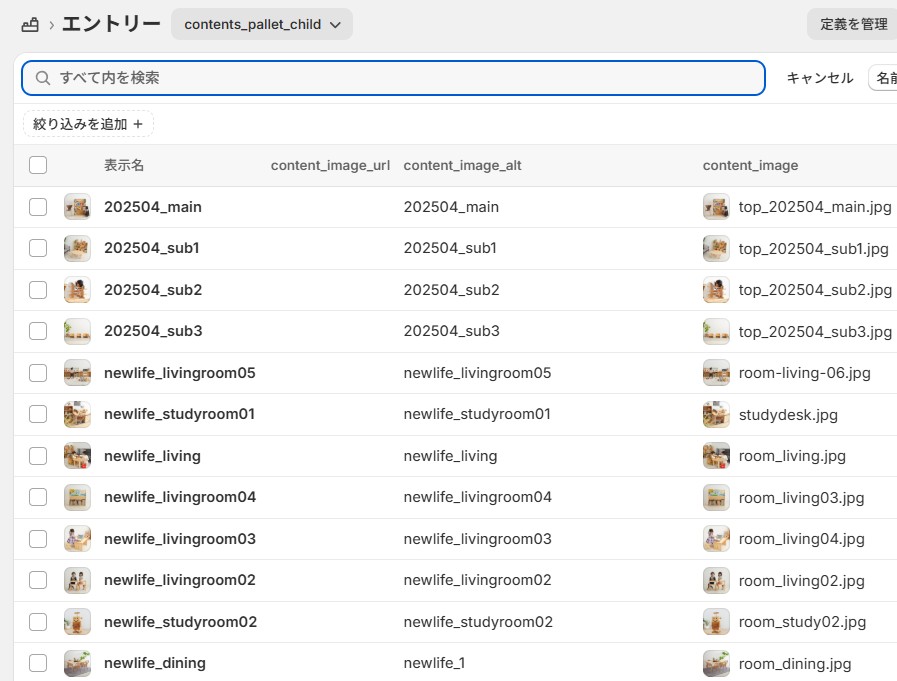 エントリー contents_pallet_child 定義を管理
すべて内を検索 キャンセル 名前
絞り込みを追加 +
表示名 content_image_url content_image_alt content_image
202504_main 202504_main top_202504_main.jpg
202504_sub1 202504_sub1 top_202504_sub1.jpg
202504_sub2 202504_sub2 top_202504_sub2.jpg
202504_sub3 202504_sub3 top_202504_sub3.jpg
newlife_livingroom05 newlife_livingroom05 room-living-06.jpg
newlife_studyroom01 newlife_studyroom01 studydesk.jpg
newlife_living newlife_living room_living.jpg
newlife_livingroom04 newlife_livingroom04 room_living03.jpg
newlife_livingroom03 newlife_livingroom03 room_living04.jpg
newlife_livingroom02 newlife_livingroom02 room_living02.jpg
newlife_studyroom02 newlife_studyroom02 room_study02.jpg
newlife_dining newlife_1 room_dining.jpg